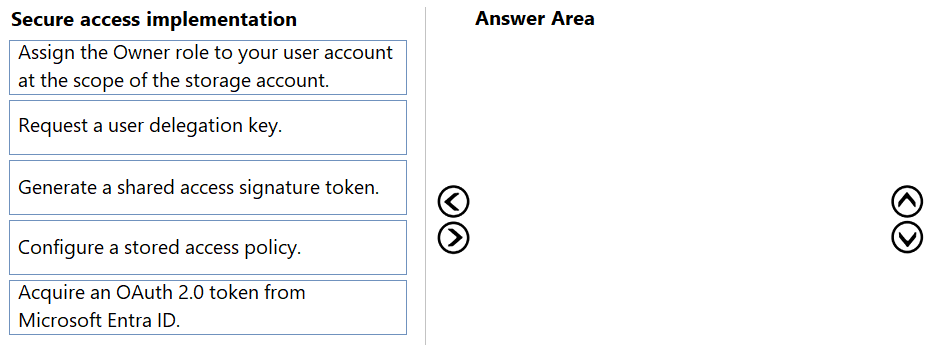 Secure access implementation
Answer Area
Assign the Owner role to your user account
at the scope of the storage account.
Request a user delegation key.
Generate a shared access signature token.
Configure a stored access policy.
Acquire an OAuth 2.0 token from
Microsoft Entra ID.